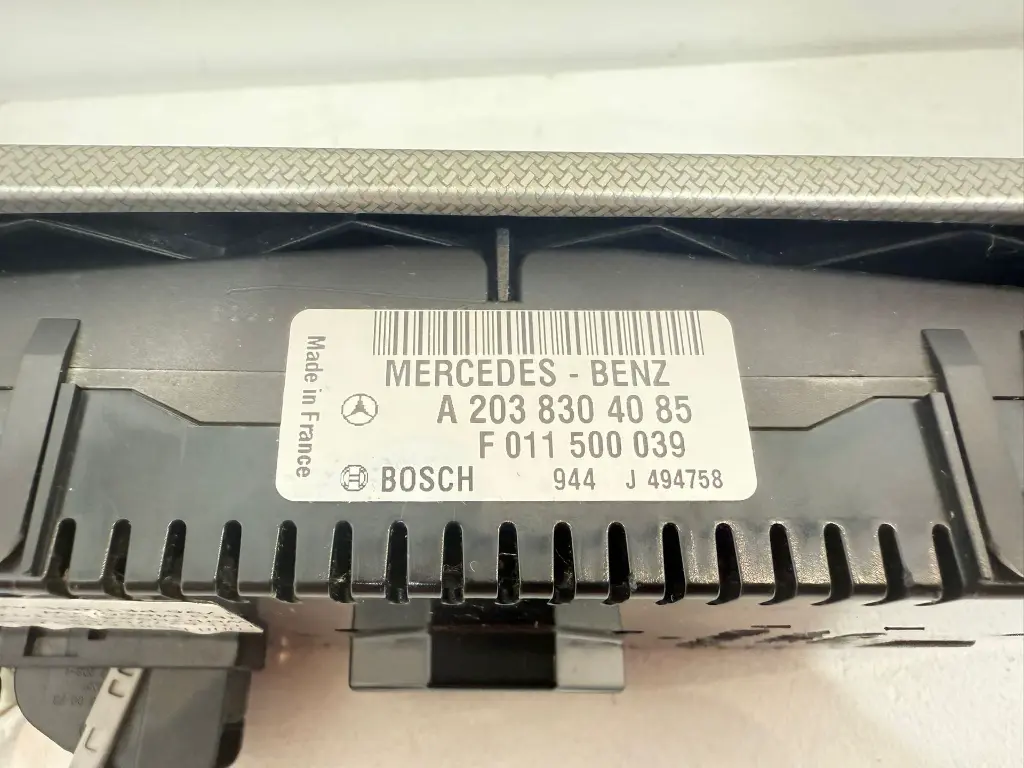 MERCEDES - BENZ
A 203 830 40 85
F 011 500 039
BOSCH 944 J 494758
Made in France